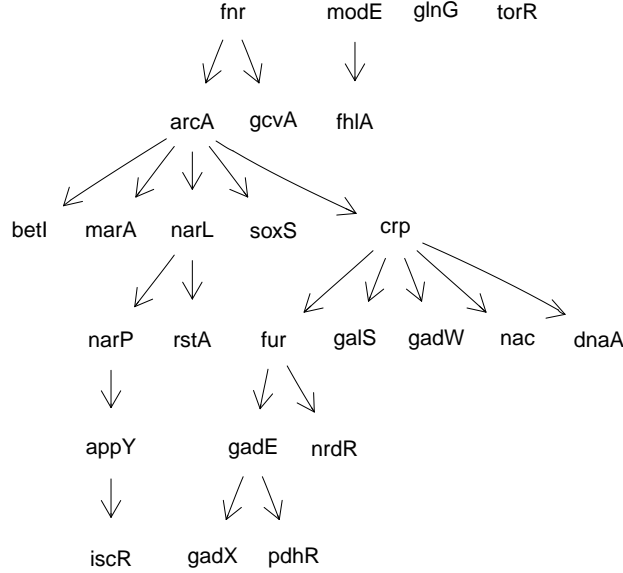 fnr modE glnG torR
arcA gcvA fhlA
betI marA narL soxS crp
narP rstA fur galS gadW nac dnaA
appY gadE nrdR
iscR gadX pdhR